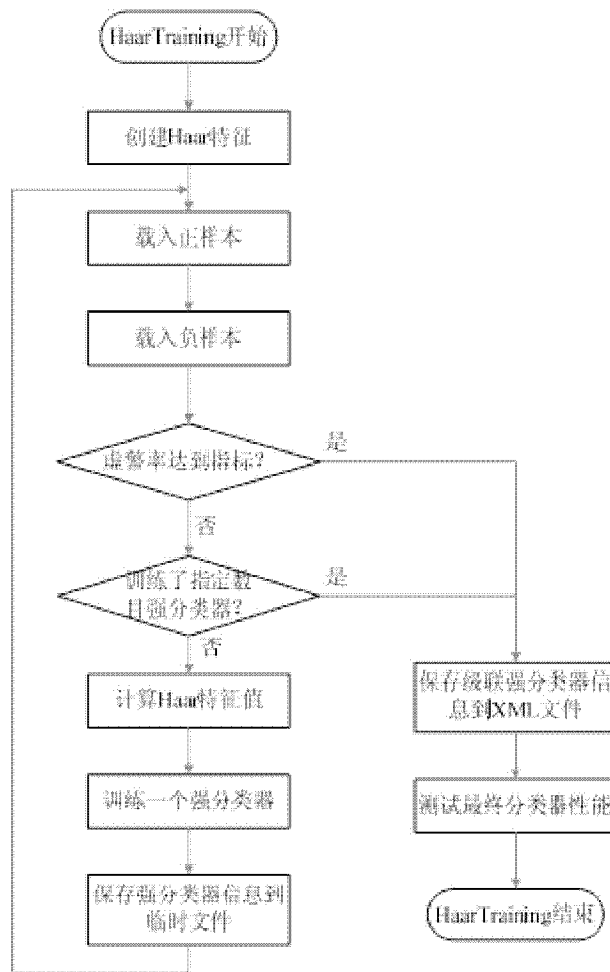 HaarTraining开始
创建Haar特征
载入正样本
载入负样本
虚警率达到指标?
是
否
训练了指定数
目强分类器?
是
否
计算Haar特征值
训练一个强分类器
保存强分类器信息到
临时文件
保存级联强分类器信
息到XML文件
测试最终分类器性能
HaarTraining结束